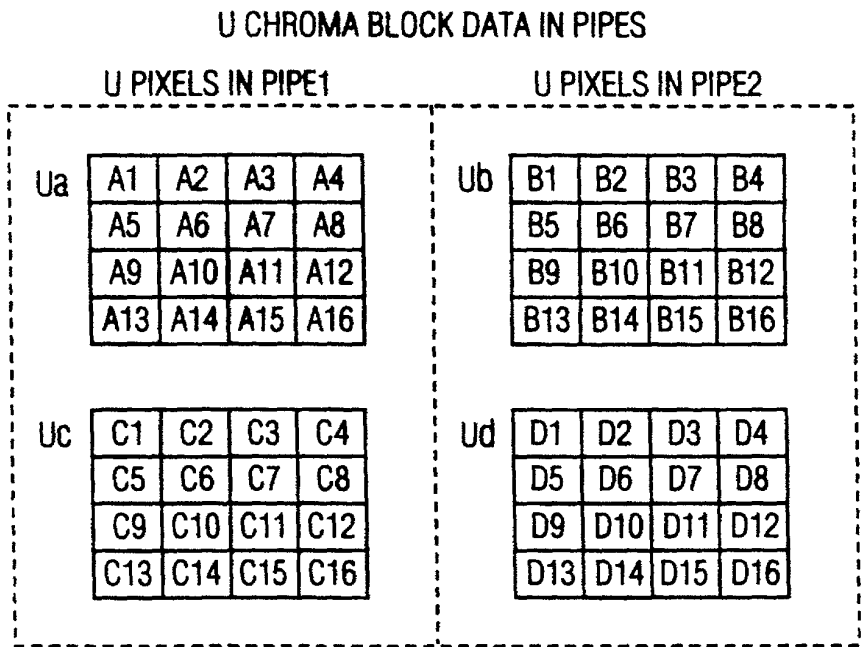 U CHROMA BLOCK DATA IN PIPES
U PIXELS IN PIPE1 U PIXELS IN PIPE2
Ua A1 A2 A3 A4 Ub B1 B2 B3 B4
A5 A6 A7 A8 B5 B6 B7 B8
A9 A10 A11 A12 B9 B10 B11 B12
A13 A14 A15 A16 B13 B14 B15 B16
Uc C1 C2 C3 C4 Ud D1 D2 D3 D4
C5 C6 C7 C8 D5 D6 D7 D8
C9 C10 C11 C12 D9 D10 D11 D12
C13 C14 C15 C16 D13 D14 D15 D16